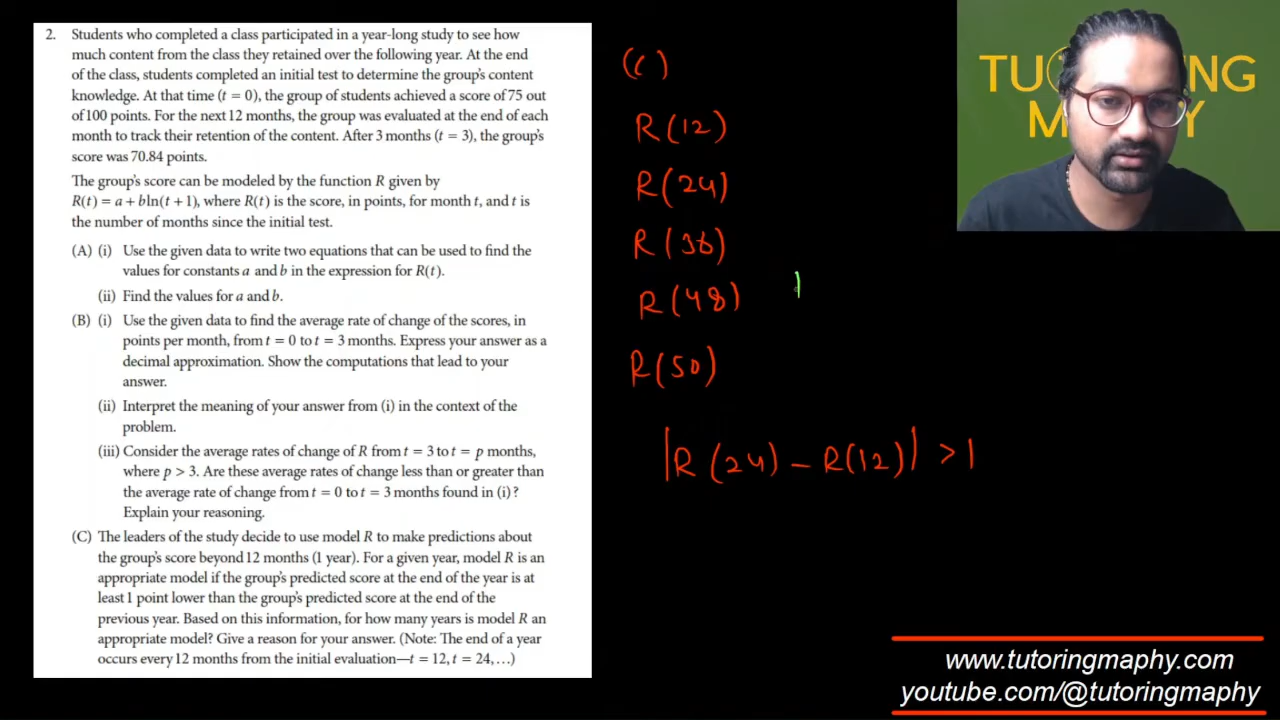 2. Students who completed a class participated in a year-long study to see how
much content from the class they retained over the following year. At the end
of the class, students completed an initial test to determine the group's content
knowledge. At that time (t = 0), the group of students achieved a score of 75 out
of 100 points. For the next 12 months, the group was evaluated at the end of each
month to track their retention of the content. After 3 months (t = 3), the group's
score was 70.84 points.
The group's score can be modeled by the function R given by
R(t) = a + bln(t + 1), where R(t) is the score, in points, for month t, and t is
the number of months since the initial test.
(A) (i) Use the given data to write two equations that can be used to find the
values for constants a and b in the expression for R(t).
(ii) Find the values for a and b.
(B) (i) Use the given data to find the average rate of change of the scores, in
points per month, from t = 0 to t = 3 months. Express your answer as a
decimal approximation. Show the computations that lead to your
answer.
(ii) Interpret the meaning of your answer from (i) in the context of the
problem.
(iii) Consider the average rates of change of R from t = 3 to t = p months,
where p > 3. Are these average rates of change less than or greater than
the average rate of change from t = 0 to t = 3 months found in (i)?
Explain your reasoning.
(C) The leaders of the study decide to use model R to make predictions about
the group's score beyond 12 months (1 year). For a given year, model R is an
appropriate model if the group's predicted score at the end of the year is at
least 1 point lower than the group's predicted score at the end of the
previous year. Based on this information, for how many years is model R an
appropriate model? Give a reason for your answer. (Note: The end of a year
occurs every 12 months from the initial evaluation—t = 12, t = 24, …)
(C)
R(12)
R(24)
R(36)
R(48)
R(50)
|R(24) - R(12)| > 1
TUTORING
M PHY
www.tutoringmaphy.com
youtube.com/@tutoringmaphy